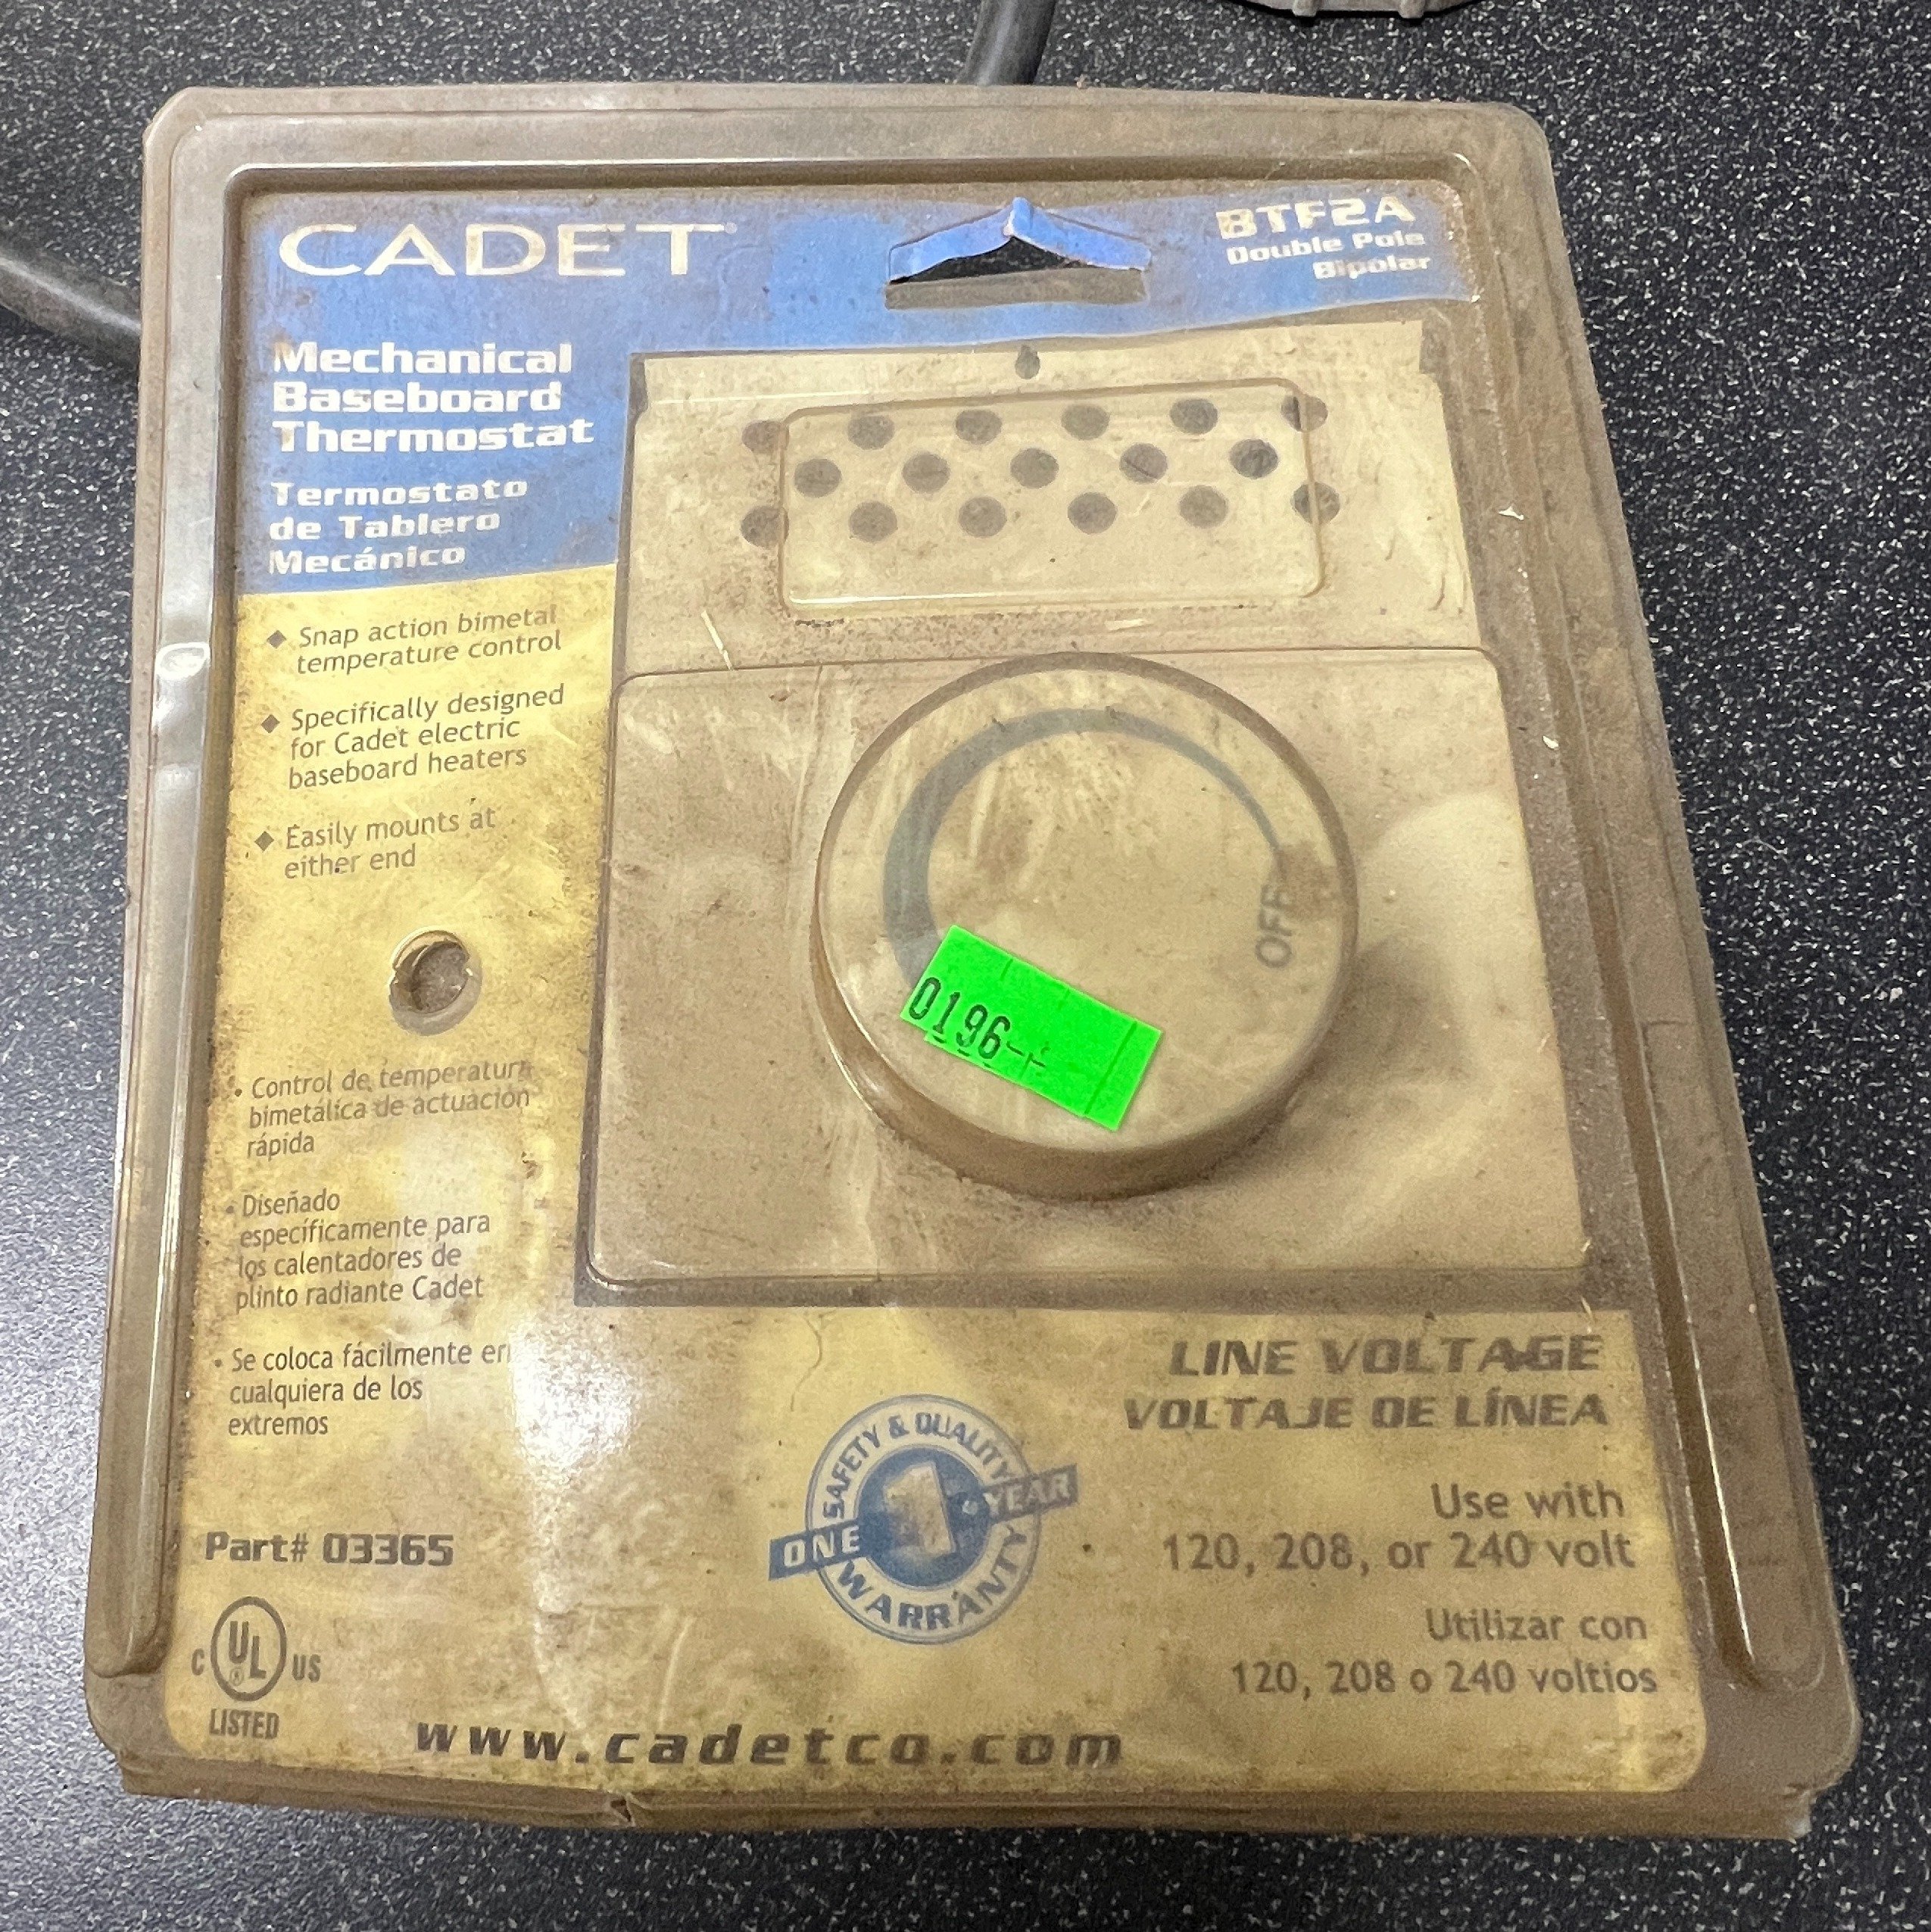 CADET
BTF2A
Double Pole
Bipolar
Mechanical
Baseboard
Thermostat
Termostato
de Tablero
Mecánico
◆ Snap action bimetal
temperature control
◆ Specifically designed
for Cadet electric
baseboard heaters
◆ Easily mounts at
either end
• Control de temperatura
bimetálica de actuación
rápida
• Diseñado
específicamente para
los calentadores de
plinto radiante Cadet
• Se coloca fácilmente en
cualquiera de los
extremos
OFF
0196
LINE VOLTAGE
VOLTAJE DE LÍNEA
Use with
120, 208, or 240 volt
Utilizar con
120, 208 o 240 voltios
SAFETY & QUALITY
ONE 1 YEAR
WARRANTY
Part# 03365
C UL ® US
LISTED
www.cadetco.com